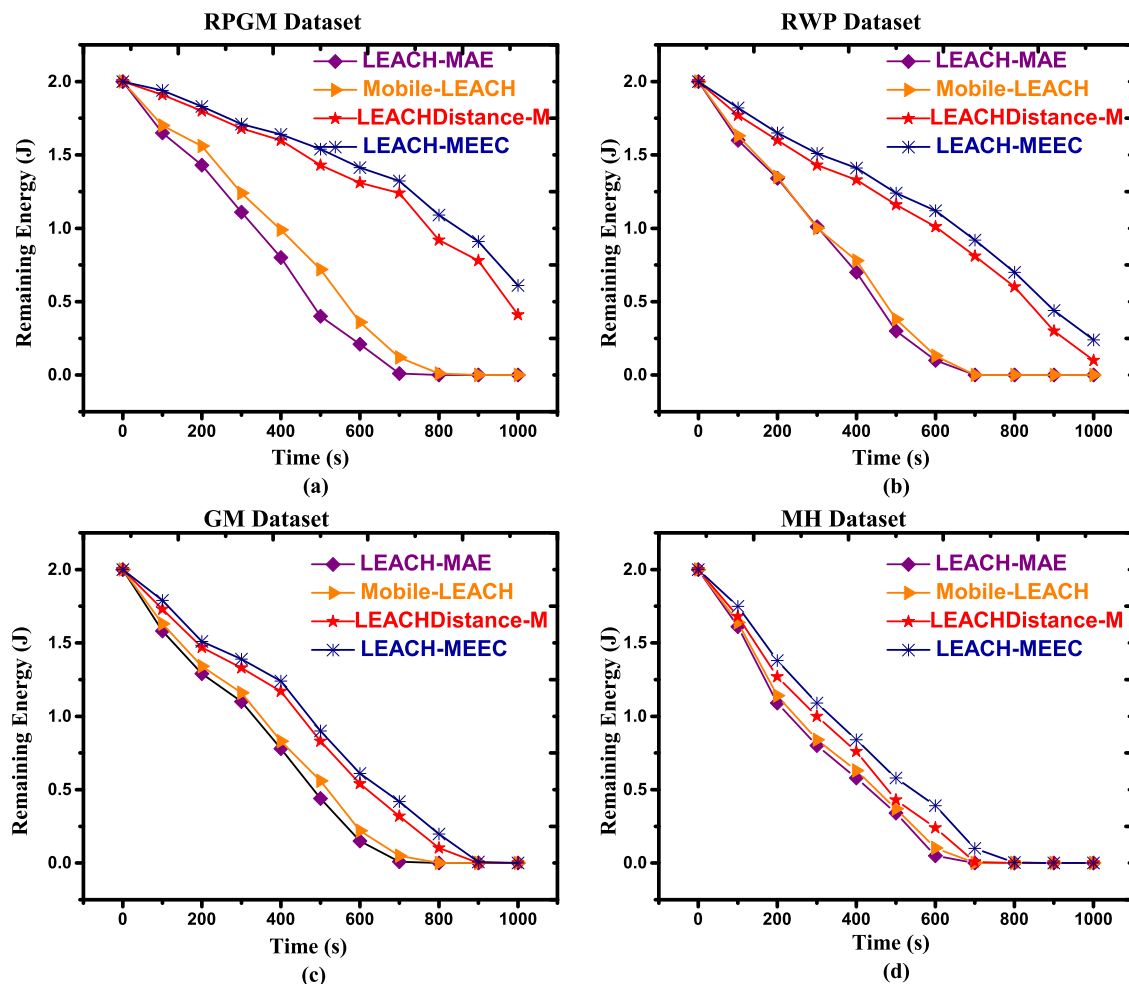 RPGM Dataset
LEACH-MAE
Mobile-LEACH
LEACHDistance-M
LEACH-MEEC
Remaining Energy (J)
2.0
1.5
1.0
0.5
0.0
0 200 400 600 800 1000
Time (s)
(a)
RWP Dataset
LEACH-MAE
Mobile-LEACH
LEACHDistance-M
LEACH-MEEC
Remaining Energy (J)
2.0
1.5
1.0
0.5
0.0
0 200 400 600 800 1000
Time (s)
(b)
GM Dataset
LEACH-MAE
Mobile-LEACH
LEACHDistance-M
LEACH-MEEC
Remaining Energy (J)
2.0
1.5
1.0
0.5
0.0
0 200 400 600 800 1000
Time (s)
(c)
MH Dataset
LEACH-MAE
Mobile-LEACH
LEACHDistance-M
LEACH-MEEC
Remaining Energy (J)
2.0
1.5
1.0
0.5
0.0
0 200 400 600 800 1000
Time (s)
(d)